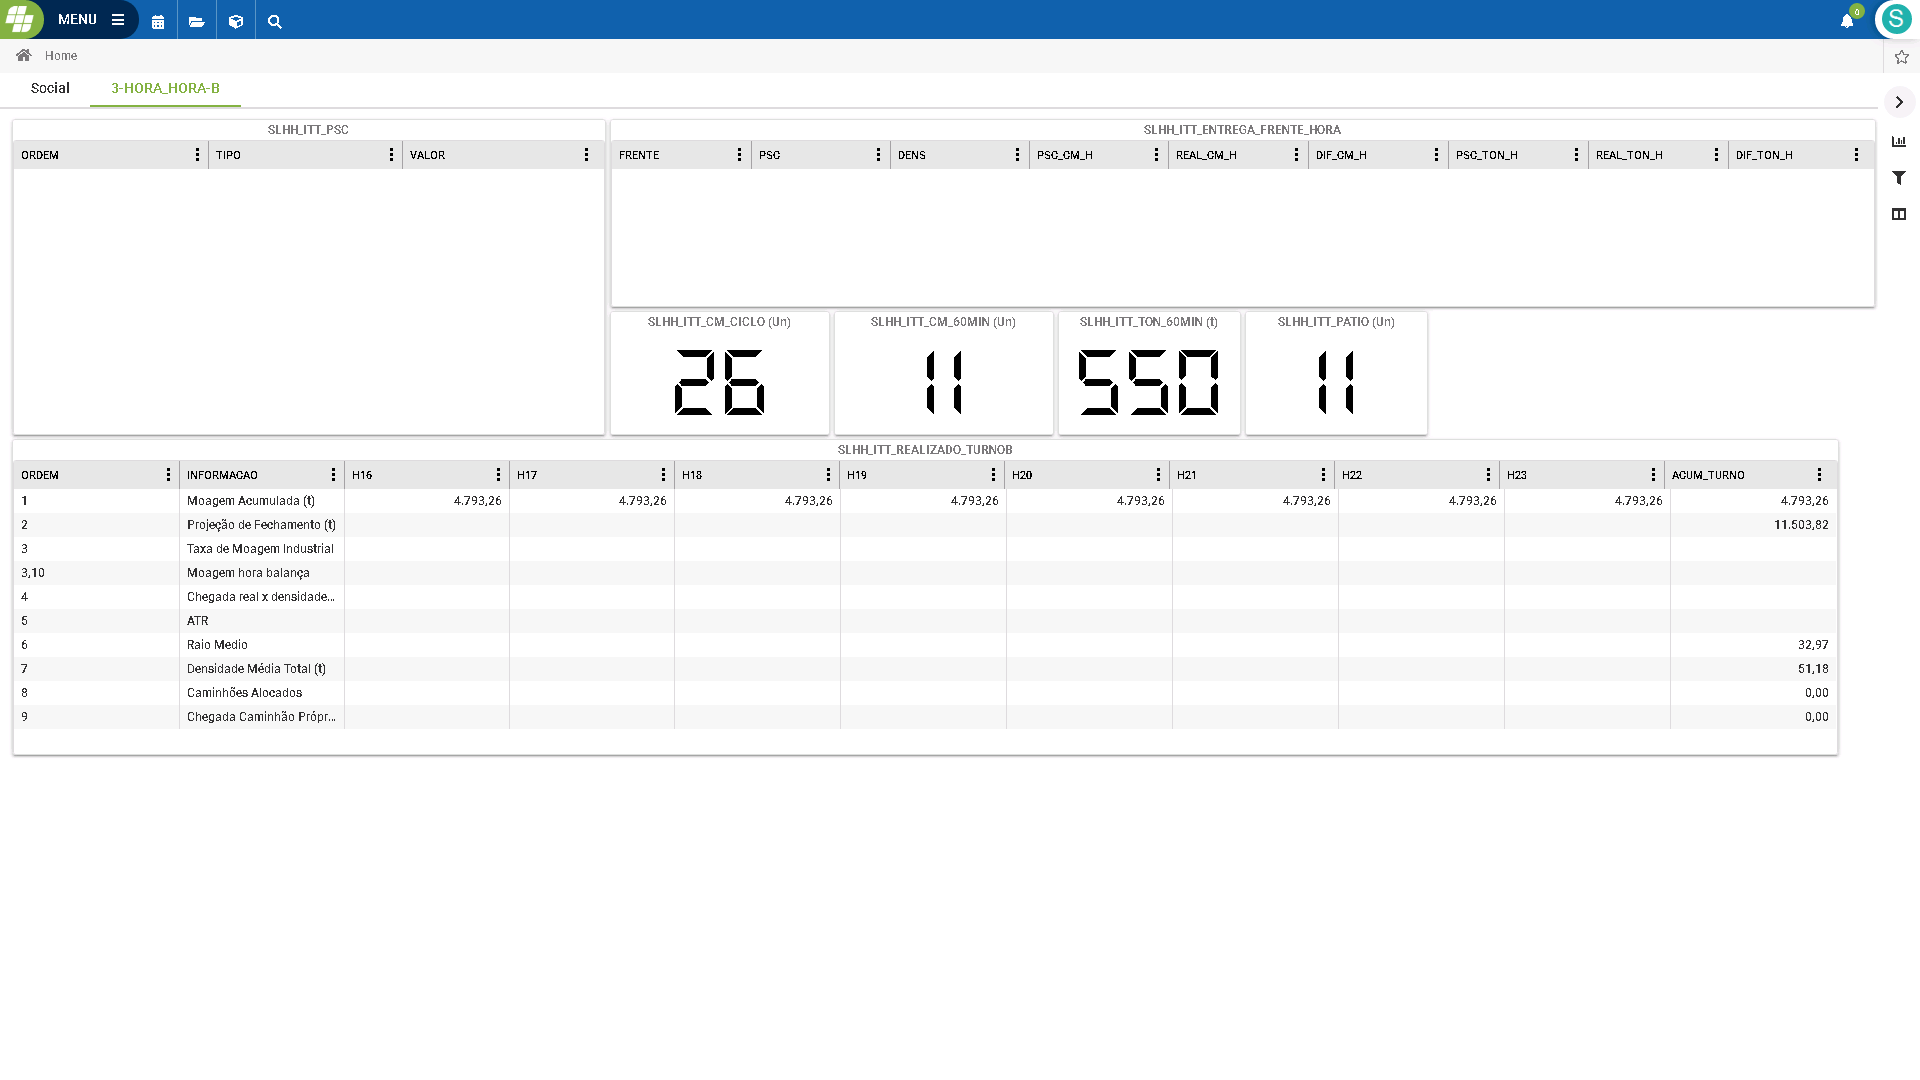 MENU
0
S
Home
Social
3-HORA_HORA-B
SLHH_ITT_PSC
ORDEM TIPO VALOR
SLHH_ITT_ENTREGA_FRENTE_HORA
FRENTE PSC DENS PSC_CM_H REAL_CM_H DIF_CM_H PSC_TON_H REAL_TON_H DIF_TON_H
SLHH_ITT_CM_CICLO (Un)
26
SLHH_ITT_CM_60MIN (Un)
11
SLHH_ITT_TON_60MIN (t)
550
SLHH_ITT_PATIO (Un)
11
SLHH_ITT_REALIZADO_TURNOB
ORDEM INFORMACAO H16 H17 H18 H19 H20 H21 H22 H23 ACUM_TURNO
1 Moagem Acumulada (t) 4.793,26 4.793,26 4.793,26 4.793,26 4.793,26 4.793,26 4.793,26 4.793,26 4.793,26
2 Projeção de Fechamento (t) 11.503,82
3 Taxa de Moagem Industrial
3,10 Moagem hora balança
4 Chegada real x densidade...
5 ATR
6 Raio Medio 32,97
7 Densidade Média Total (t) 51,18
8 Caminhões Alocados 0,00
9 Chegada Caminhão Própr... 0,00